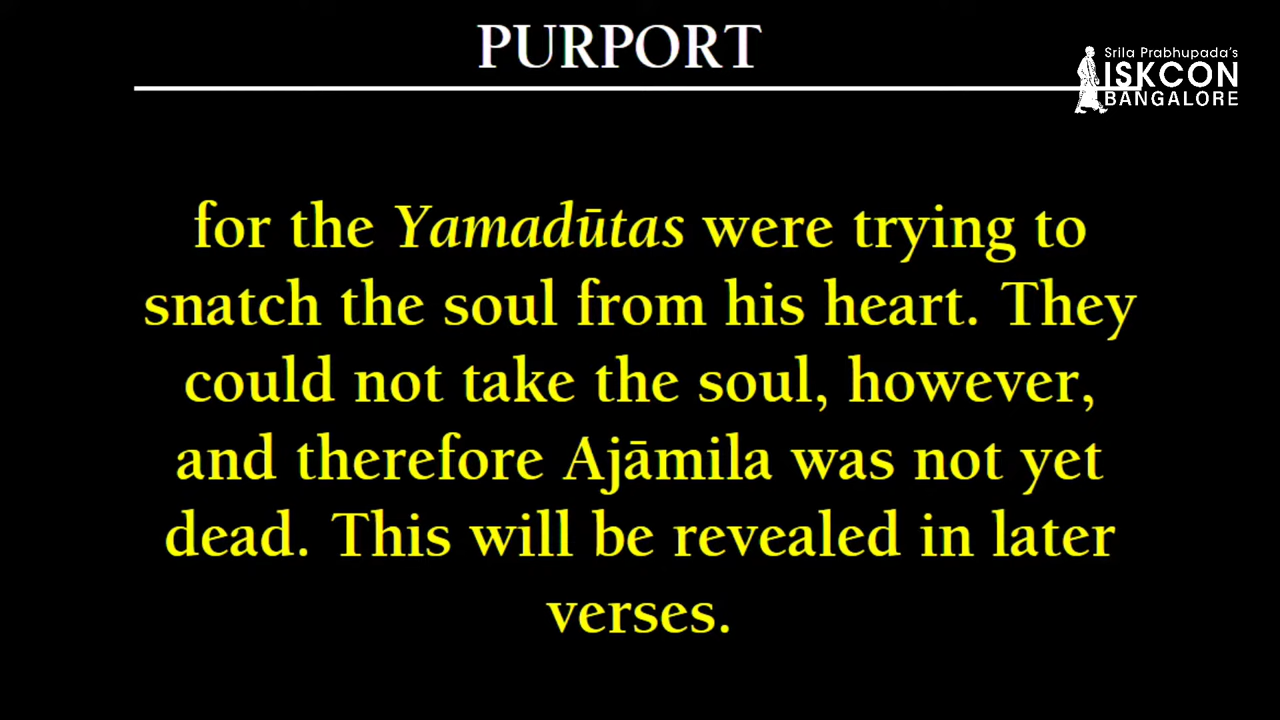 PURPORT
Srila Prabhupada's
ISKCON
BANGALORE
for the Yamadūtas were trying to
snatch the soul from his heart. They
could not take the soul, however,
and therefore Ajāmila was not yet
dead. This will be revealed in later
verses.